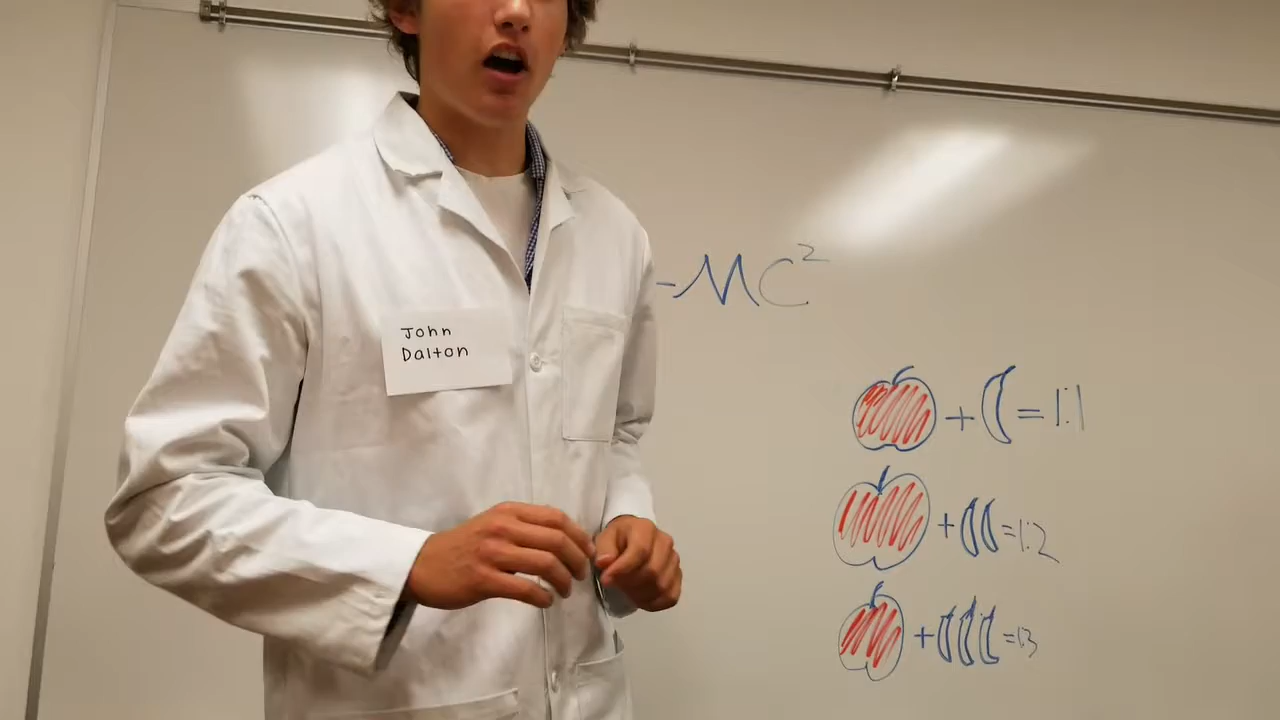 John
Dalton
-MC²
+ = 1:1
+ = 1:2
+ = 1:3